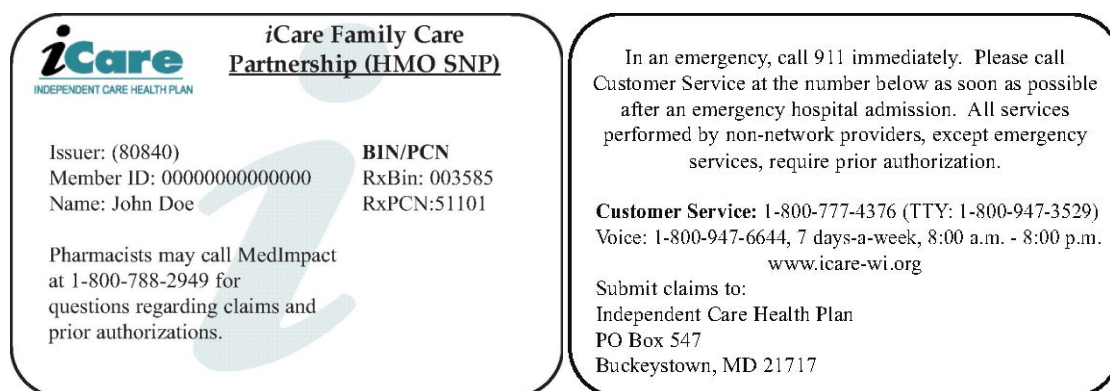 iCare
INDEPENDENT CARE HEALTH PLAN
iCare Family Care
Partnership (HMO SNP)
Issuer: (80840)
Member ID: 00000000000000
Name: John Doe
BIN/PCN
RxBin: 003585
RxPCN:51101
Pharmacists may call MedImpact
at 1-800-788-2949 for
questions regarding claims and
prior authorizations.
In an emergency, call 911 immediately. Please call
Customer Service at the number below as soon as possible
after an emergency hospital admission. All services
performed by non-network providers, except emergency
services, require prior authorization.
Customer Service: 1-800-777-4376 (TTY: 1-800-947-3529)
Voice: 1-800-947-6644, 7 days-a-week, 8:00 a.m. - 8:00 p.m.
www.icare-wi.org
Submit claims to:
Independent Care Health Plan
PO Box 547
Buckeystown, MD 21717